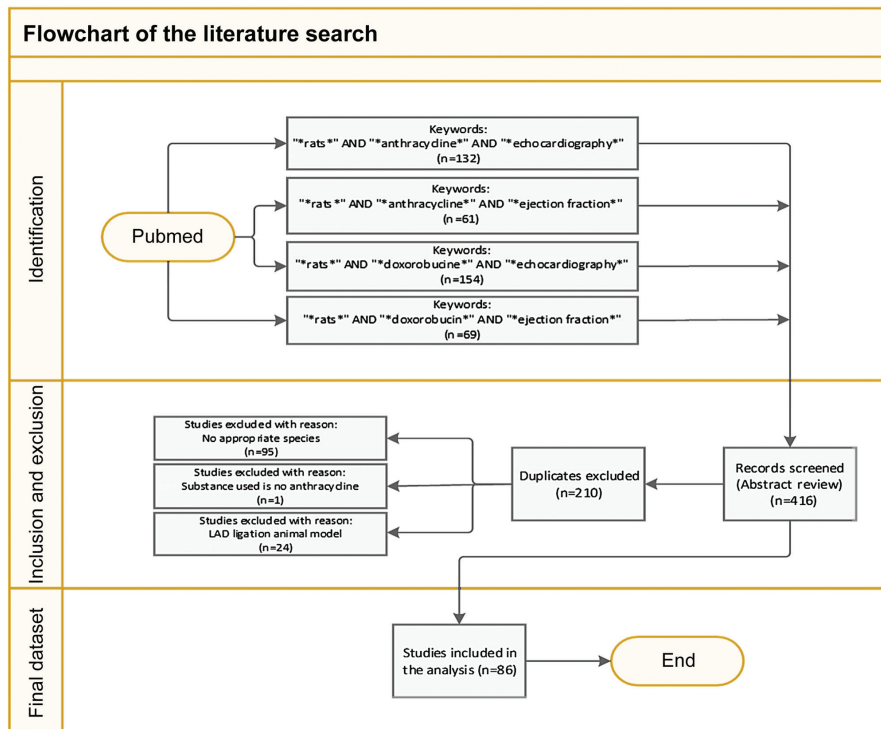 Flowchart of the literature search
Identification
Keywords:
"*rats*" AND "*anthracycline*" AND "*echocardiography*"
(n=132)
Keywords:
"*rats*" AND "*anthracycline*" AND "*ejection fraction*"
(n=61)
Pubmed
Keywords:
"*rats*" AND "*doxorobucine*" AND "*echocardiography*"
(n=154)
Keywords:
"*rats*" AND "*doxorobucin*" AND "*ejection fraction*"
(n=69)
Inclusion and exclusion
Studies excluded with reason:
No appropriate species
(n=95)
Studies excluded with reason:
Substance used is no anthracycline
(n=1)
Studies excluded with reason:
LAD ligation animal model
(n=24)
Duplicates excluded
(n=210)
Records screened
(Abstract review)
(n=416)
Final dataset
Studies included in
the analysis (n=86)
End